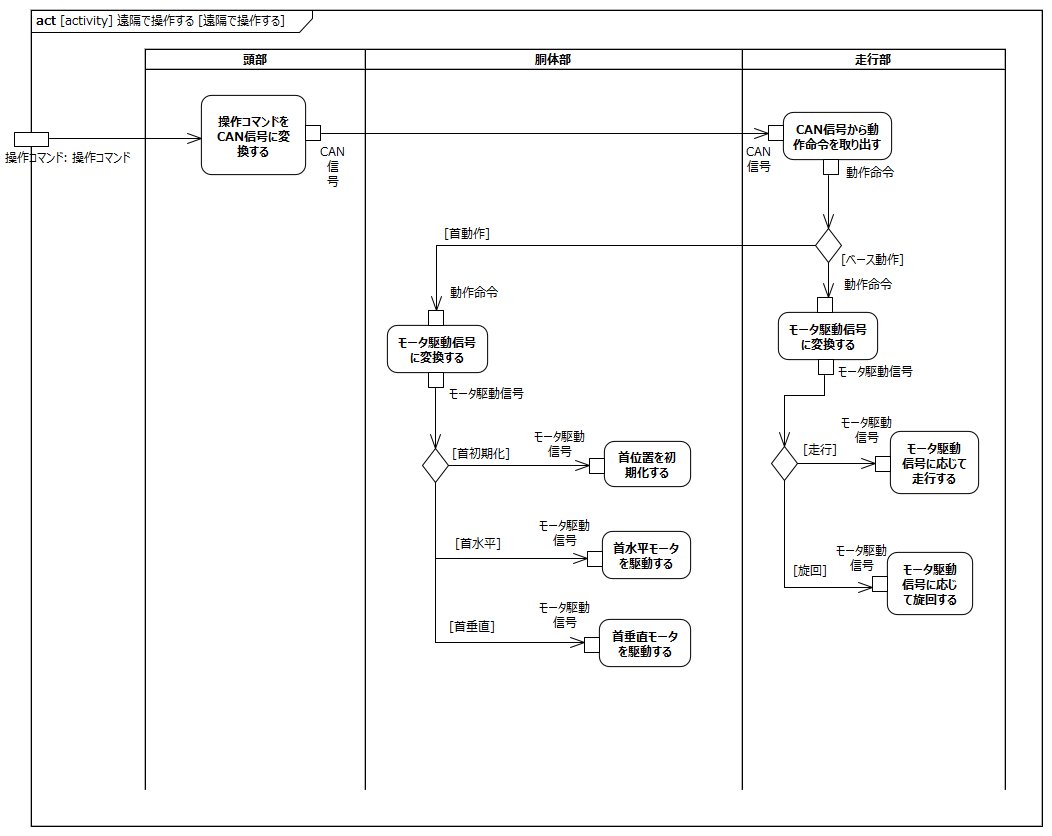 act [activity] 遠隔で操作する [遠隔で操作する]
頭部
胴体部
走行部
操作コマンドを
CAN信号に変
換する
操作コマンド: 操作コマンド
CAN
信
号
CAN
信号
CAN信号から動
作命令を取り出す
動作命令
[首動作]
[ベース動作]
動作命令
動作命令
モータ駆動信号
に変換する
モータ駆動信号
に変換する
モータ駆動信号
モータ駆動信号
[首初期化]
モータ駆動
信号
首位置を初
期化する
[走行]
モータ駆動
信号
モータ駆動
信号に応じて
走行する
[首水平]
モータ駆動
信号
首水平モータ
を駆動する
[旋回]
モータ駆動
信号
モータ駆動
信号に応じ
て旋回する
[首垂直]
モータ駆動
信号
首垂直モータ
を駆動する